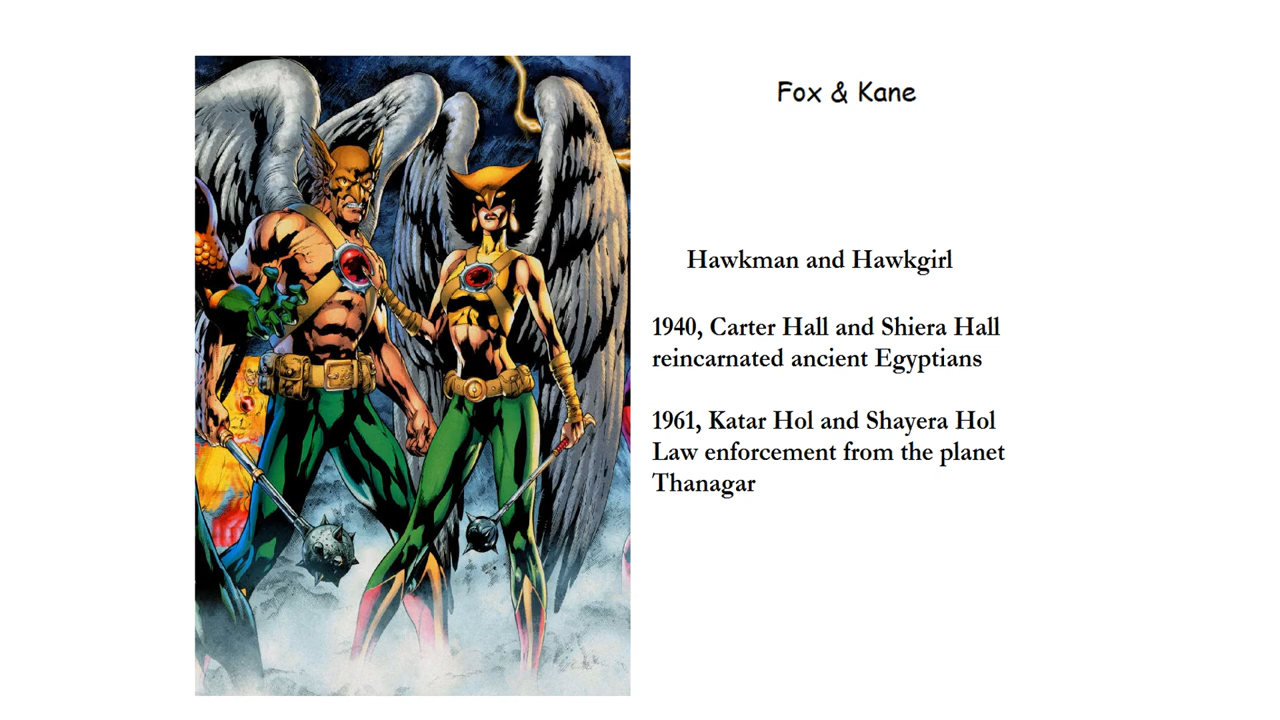 Fox & Kane
Hawkman and Hawkgirl
1940, Carter Hall and Shiera Hall
reincarnated ancient Egyptians
1961, Katar Hol and Shayera Hol
Law enforcement from the planet
Thanagar